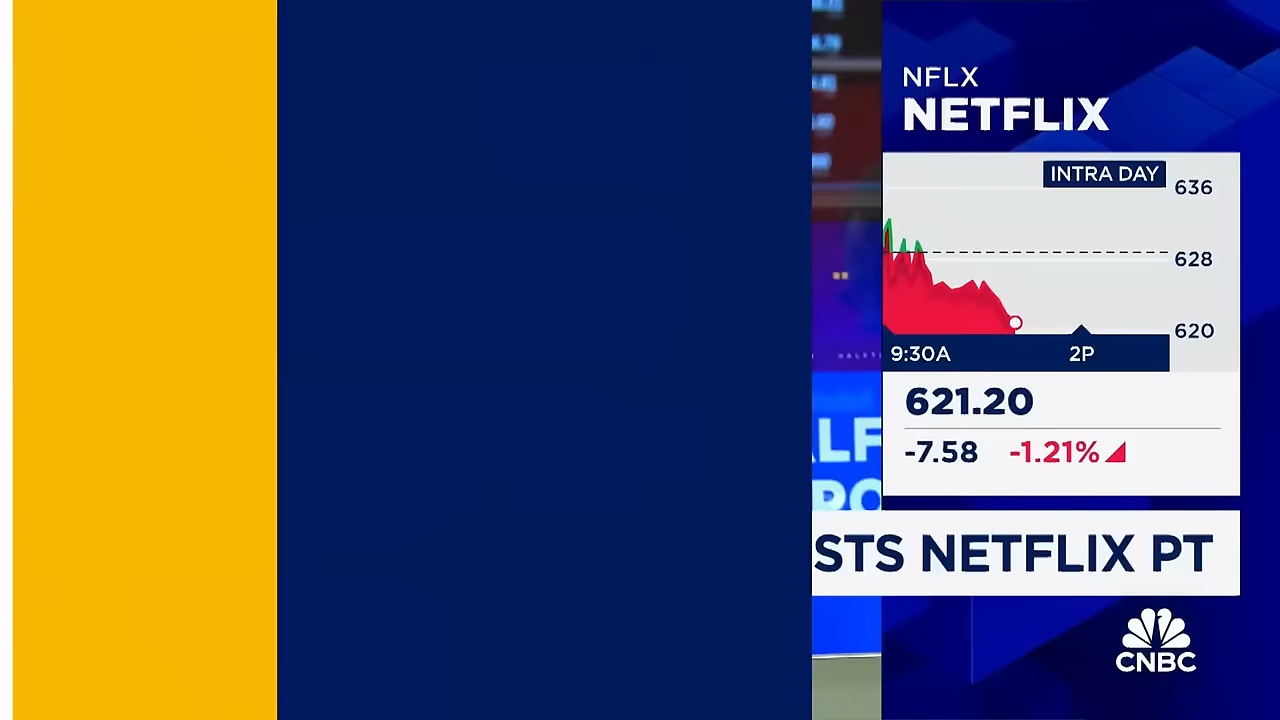 NFLX
NETFLIX
INTRA DAY
636
628
620
9:30A 2P
621.20
-7.58 -1.21%
STS NETFLIX PT
CNBC